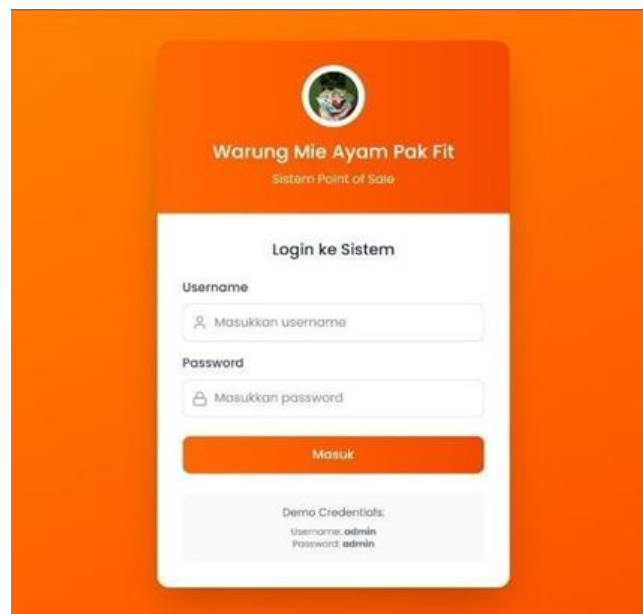 Warung Mie Ayam Pak Fit
Sistem Point of Sale
Login ke Sistem
Username
Masukkan username
Password
Masukkan password
Masuk
Demo Credentials:
Username: admin
Password: admin